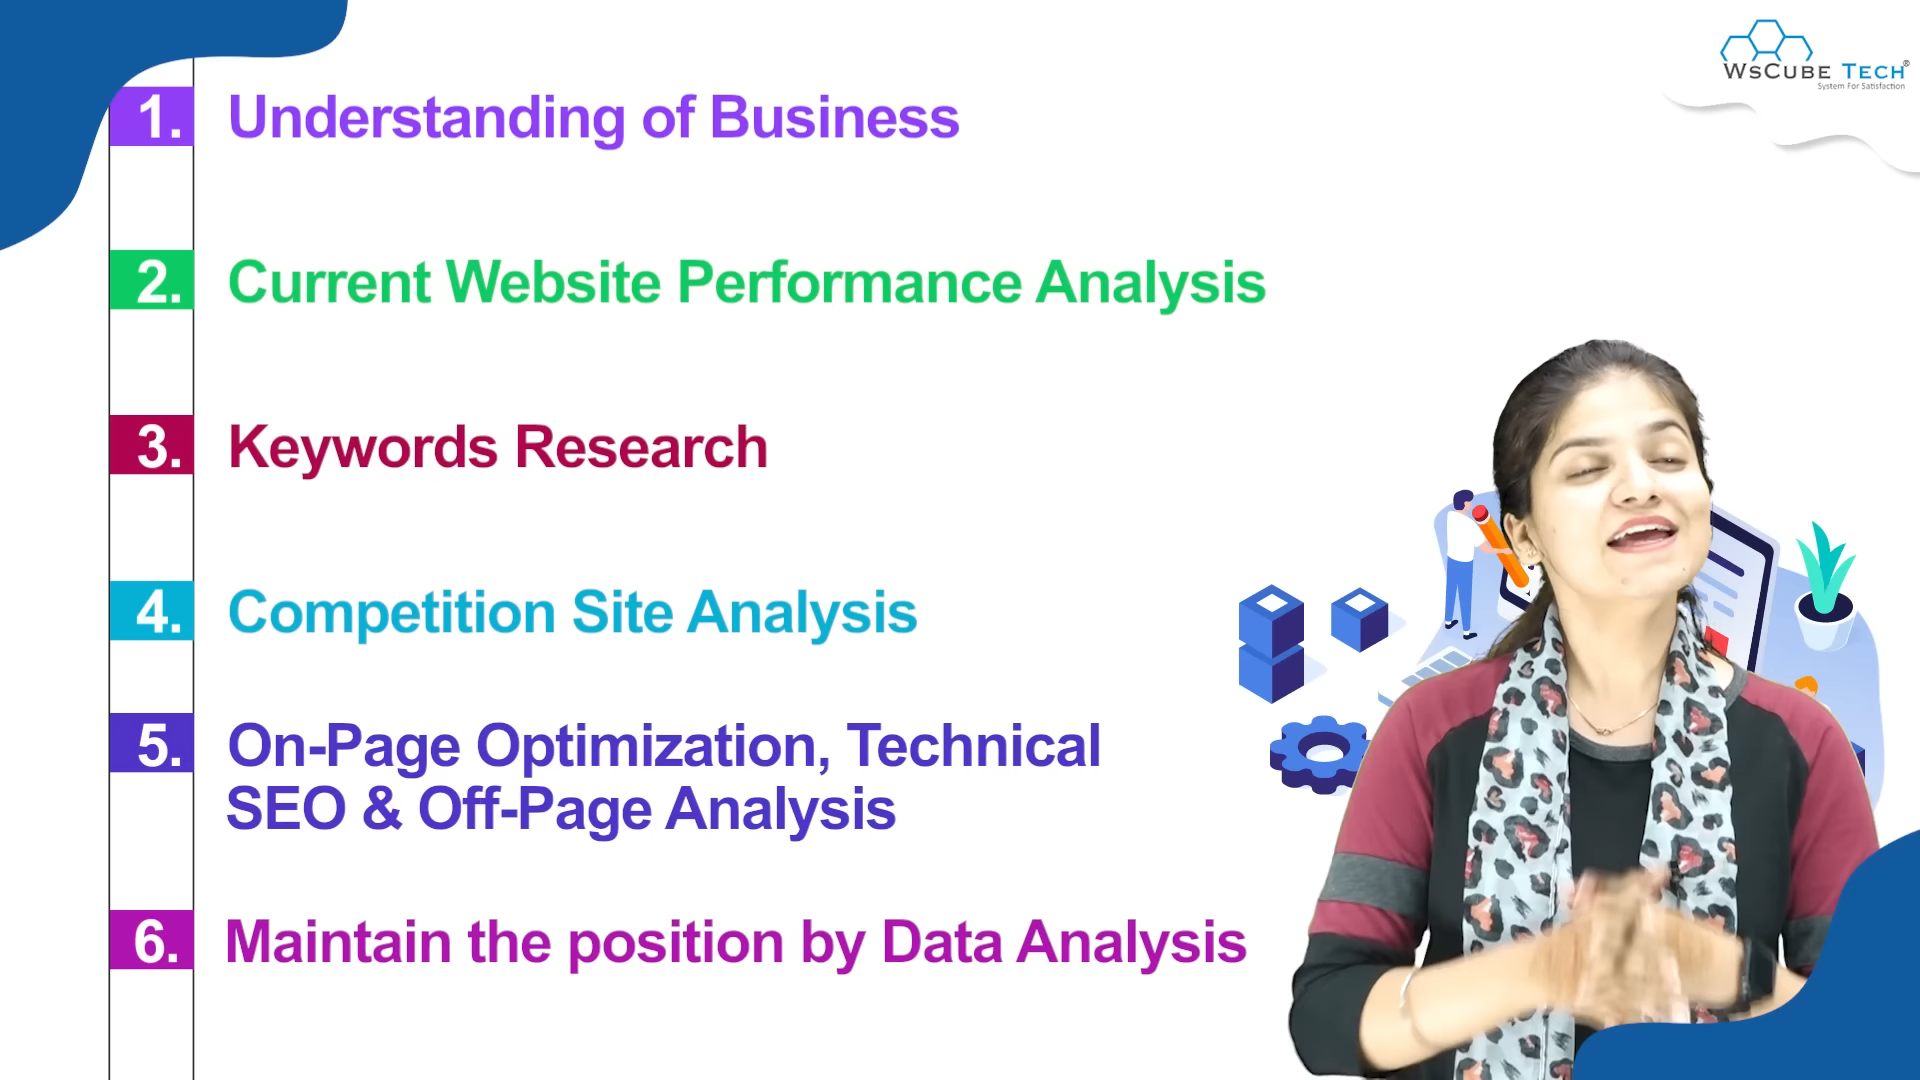 WSCUBE TECH®
System For Satisfaction
1. Understanding of Business
2. Current Website Performance Analysis
3. Keywords Research
4. Competition Site Analysis
5. On-Page Optimization, Technical
SEO & Off-Page Analysis
6. Maintain the position by Data Analysis